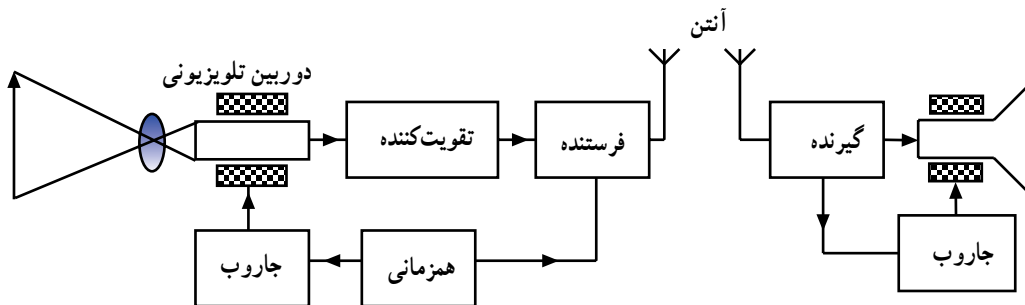 آنتن
دوربین تلویزیونی
تقویت‌کننده
فرستنده
گیرنده
جاروب
همزمانی
جاروب